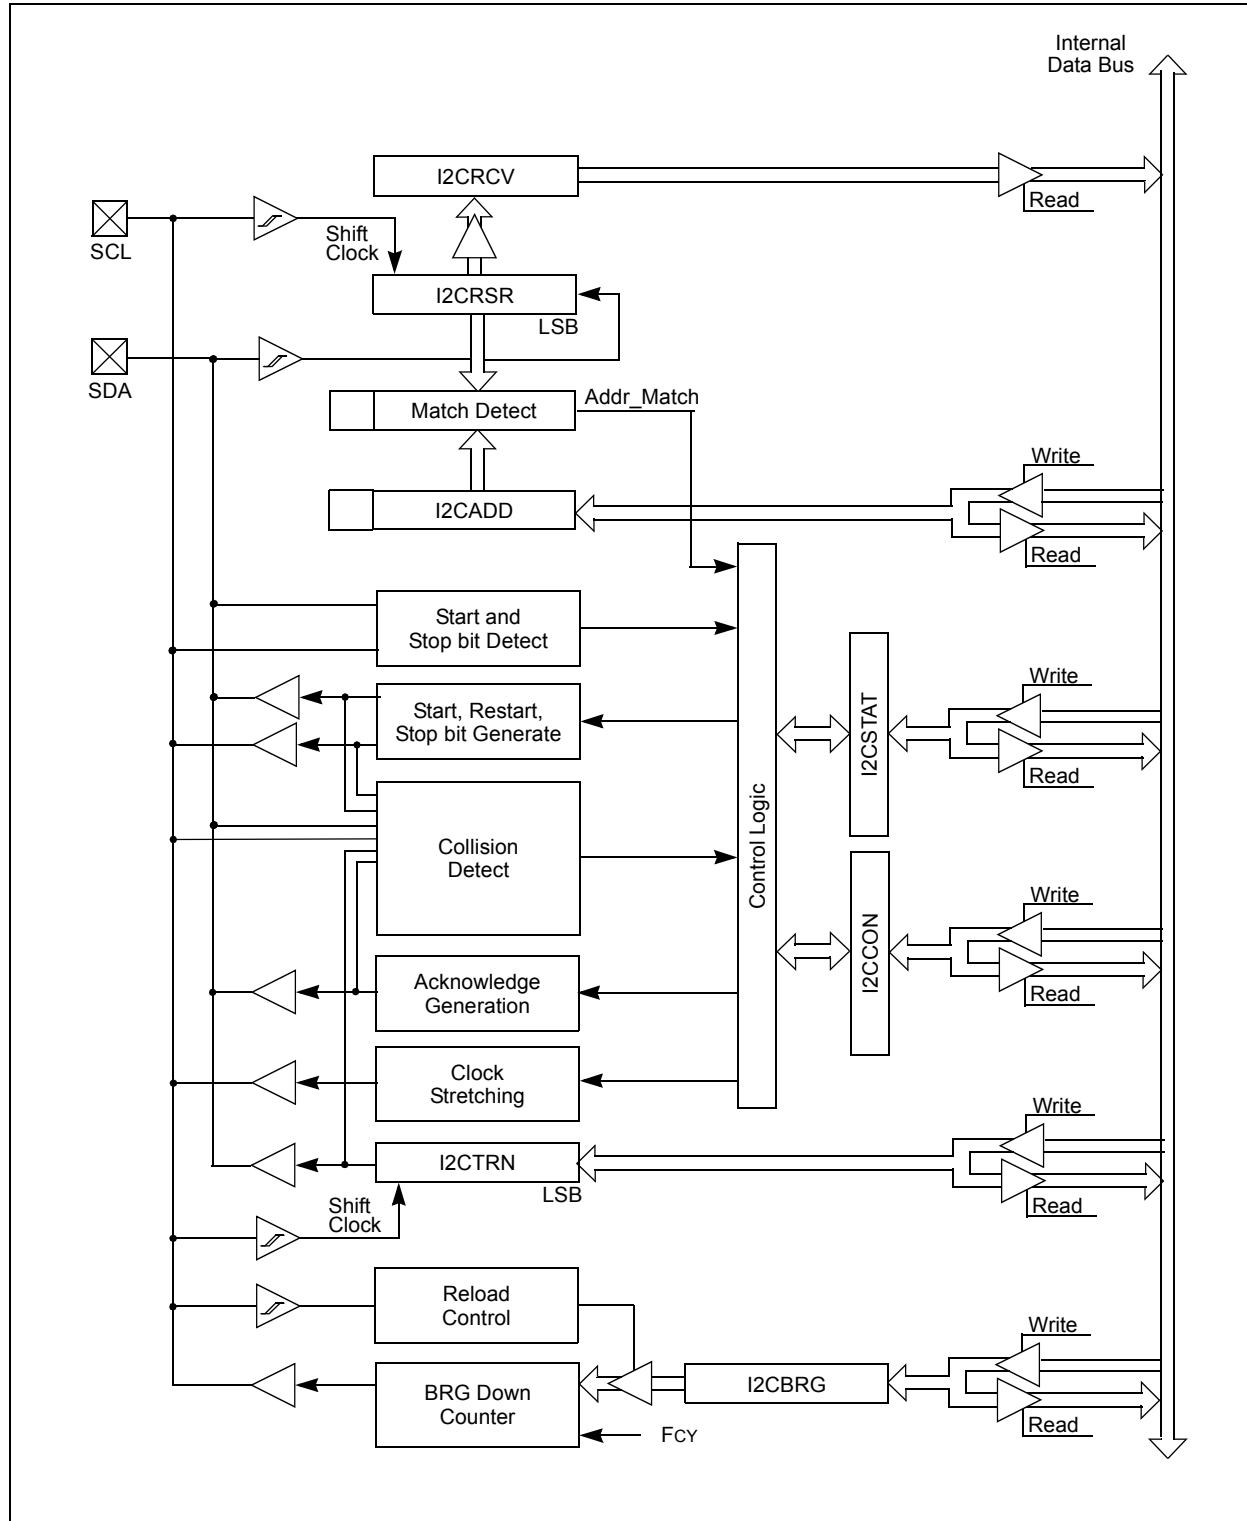 Internal
Data Bus
I2CRCV
Read
SCL
Shift
Clock
I2CRSR
LSB
SDA
Match Detect
Addr_Match
Write
I2CADD
Read
Start and
Stop bit Detect
Write
Start, Restart,
Stop bit Generate
I2CSTAT
Read
Control Logic
Collision
Detect
Write
I2CCON
Acknowledge
Generation
Read
Clock
Stretching
Write
I2CTRN
LSB
Read
Shift
Clock
Reload
Control
Write
I2CBRG
BRG Down
Counter
Read
FCY